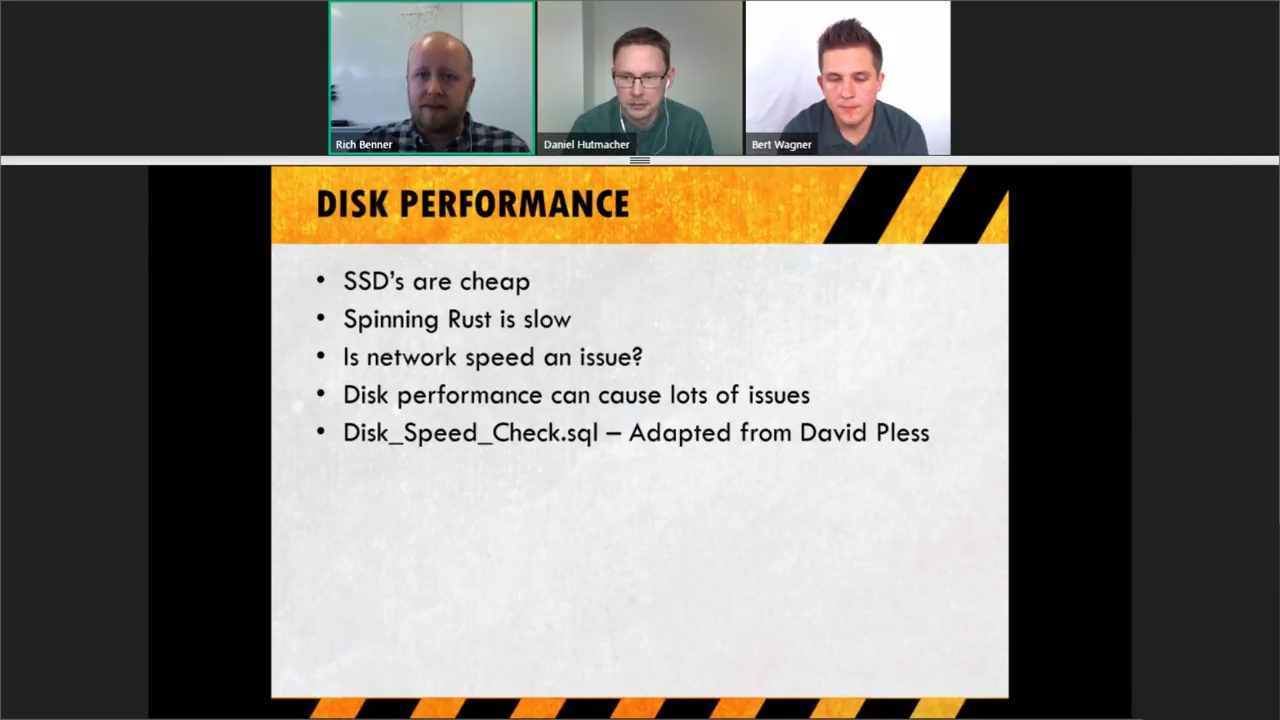 Rich Benner
Daniel Hutmacher
Bert Wagner
DISK PERFORMANCE
• SSD's are cheap
• Spinning Rust is slow
• Is network speed an issue?
• Disk performance can cause lots of issues
• Disk_Speed_Check.sql – Adapted from David Pless